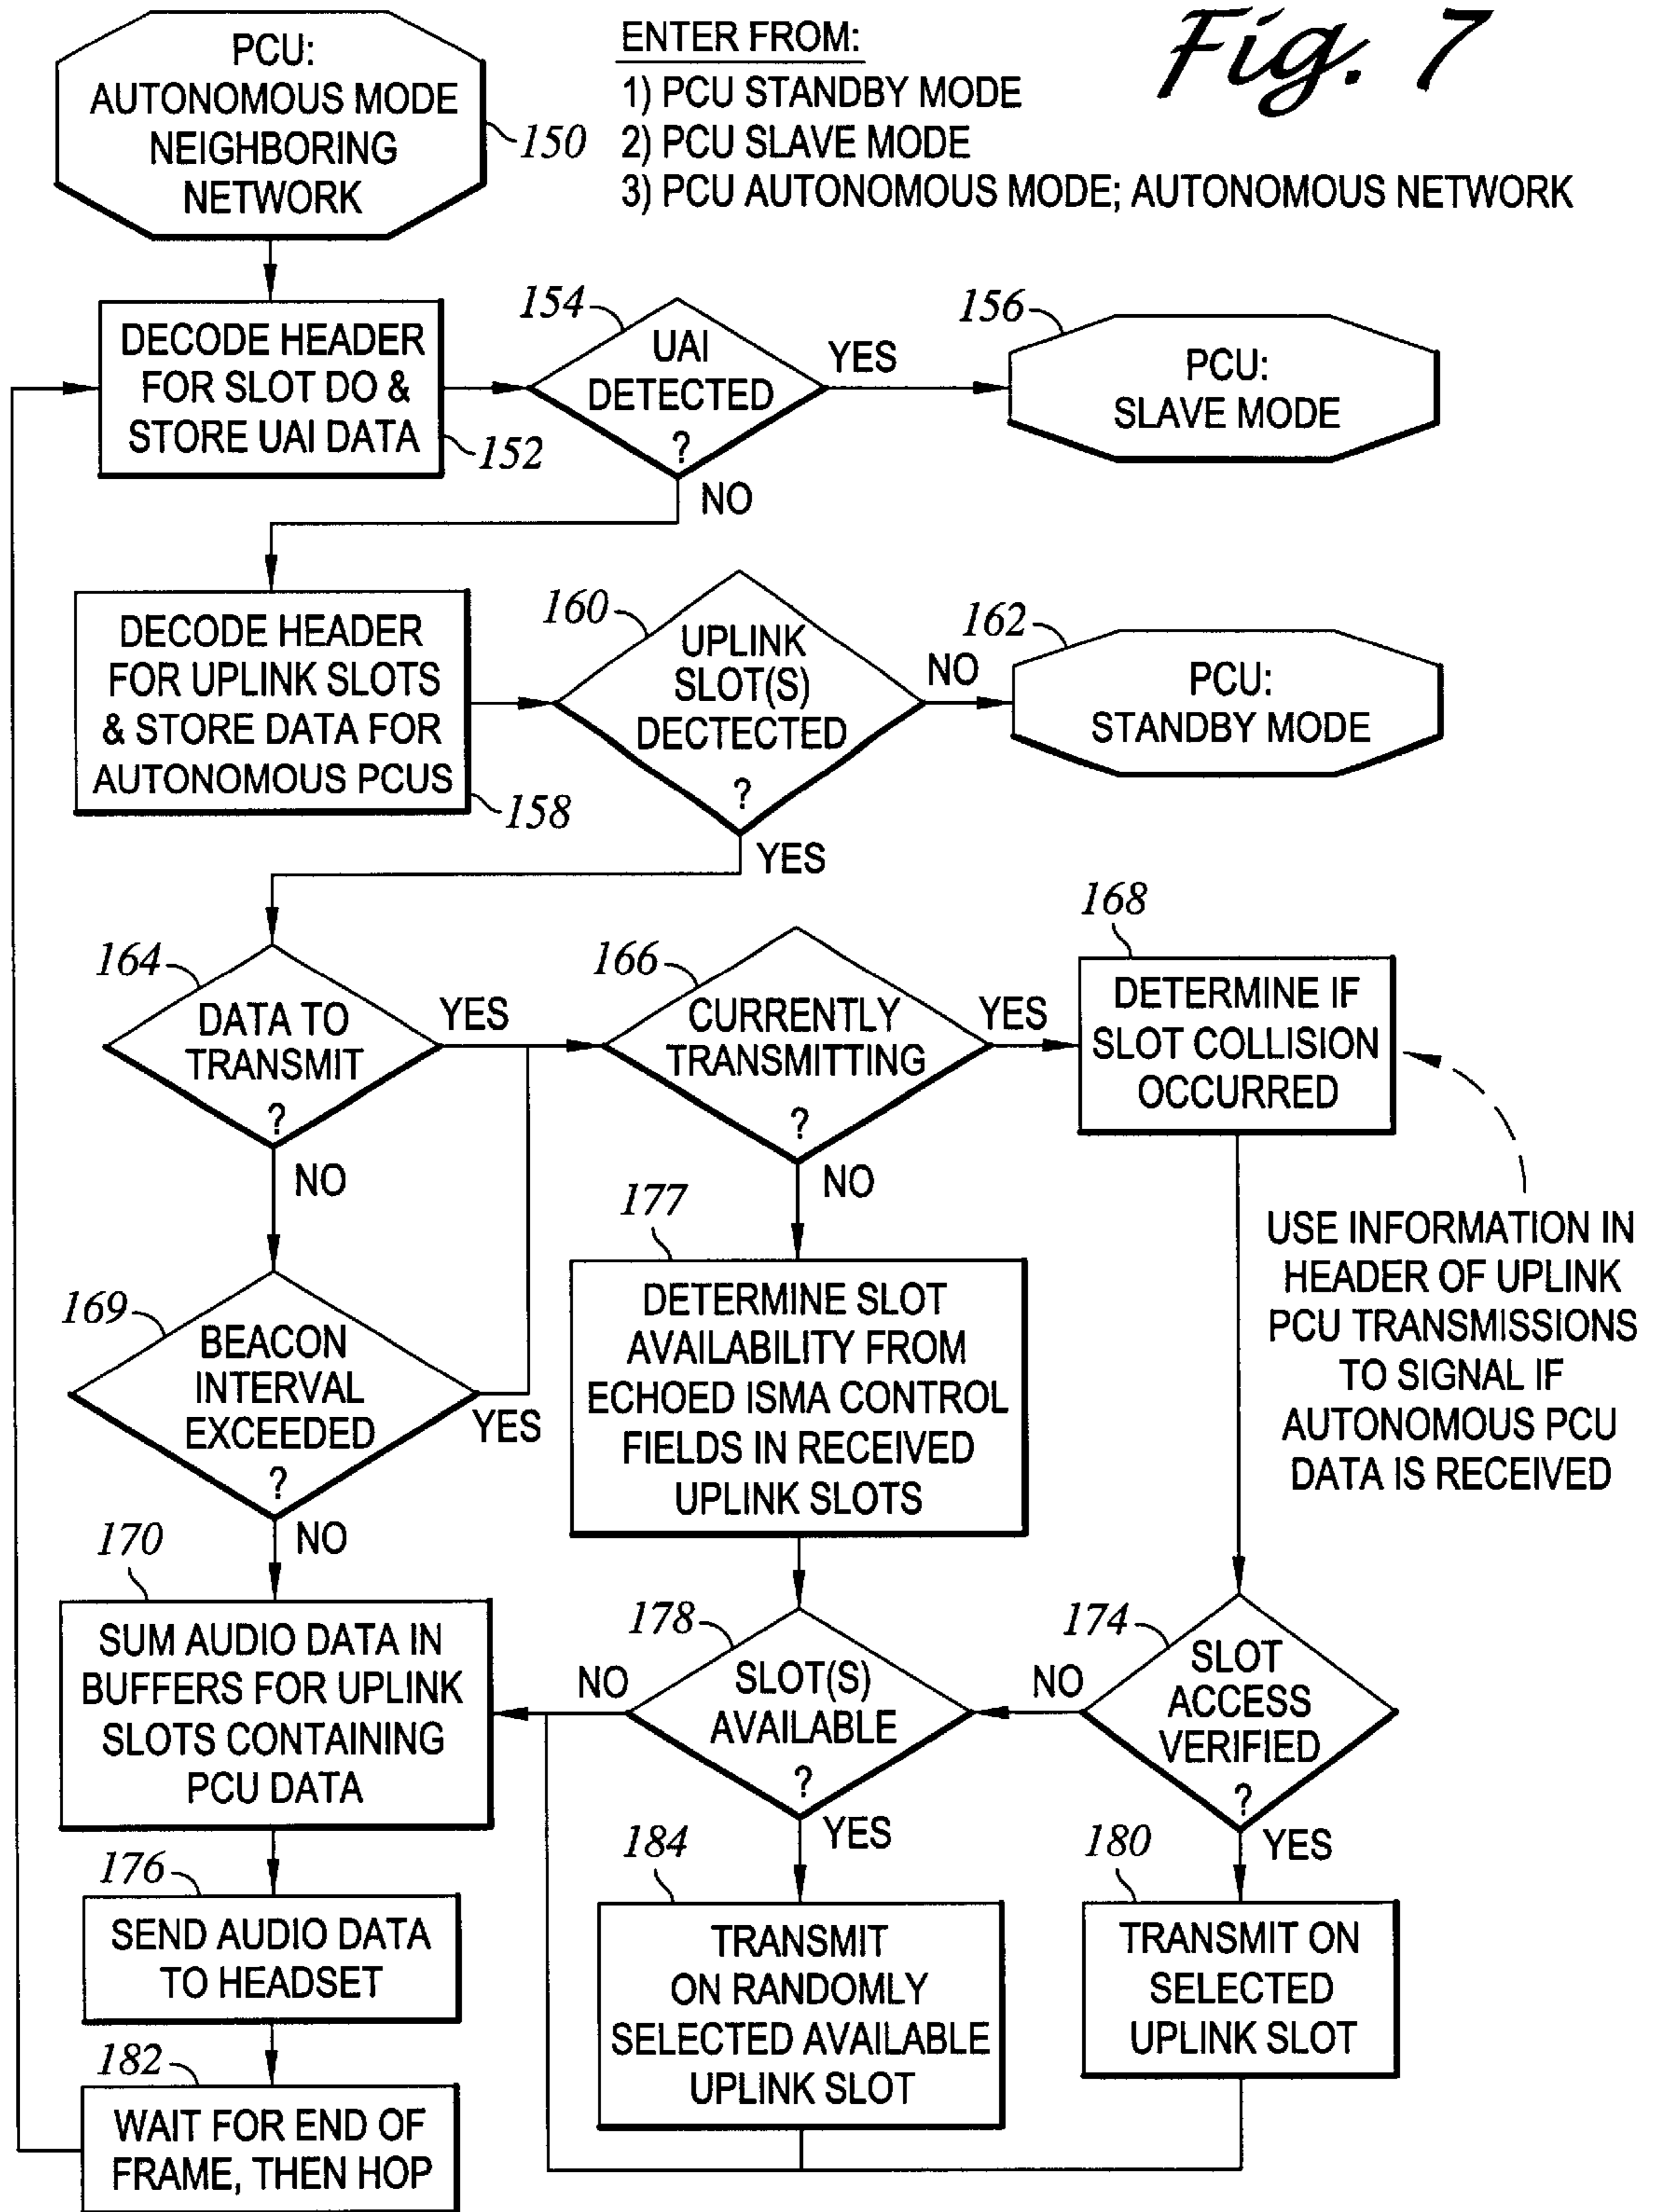 Fig. 7
PCU:
AUTONOMOUS MODE
NEIGHBORING
NETWORK
150
ENTER FROM:
1) PCU STANDBY MODE
2) PCU SLAVE MODE
3) PCU AUTONOMOUS MODE; AUTONOMOUS NETWORK
DECODE HEADER
FOR SLOT DO &
STORE UAI DATA
152
154
UAI
DETECTED
?
YES
NO
156
PCU:
SLAVE MODE
DECODE HEADER
FOR UPLINK SLOTS
& STORE DATA FOR
AUTONOMOUS PCUS
158
160
UPLINK
SLOT(S)
DECTECTED
?
NO
YES
162
PCU:
STANDBY MODE
164
DATA TO
TRANSMIT
?
YES
NO
166
CURRENTLY
TRANSMITTING
?
YES
NO
168
DETERMINE IF
SLOT COLLISION
OCCURRED
USE INFORMATION IN
HEADER OF UPLINK
PCU TRANSMISSIONS
TO SIGNAL IF
AUTONOMOUS PCU
DATA IS RECEIVED
169
BEACON
INTERVAL
EXCEEDED
?
YES
NO
177
DETERMINE SLOT
AVAILABILITY FROM
ECHOED ISMA CONTROL
FIELDS IN RECEIVED
UPLINK SLOTS
170
SUM AUDIO DATA IN
BUFFERS FOR UPLINK
SLOTS CONTAINING
PCU DATA
178
SLOT(S)
AVAILABLE
?
NO
YES
174
SLOT
ACCESS
VERIFIED
?
NO
YES
176
SEND AUDIO DATA
TO HEADSET
184
TRANSMIT
ON RANDOMLY
SELECTED AVAILABLE
UPLINK SLOT
180
TRANSMIT ON
SELECTED
UPLINK SLOT
182
WAIT FOR END OF
FRAME, THEN HOP